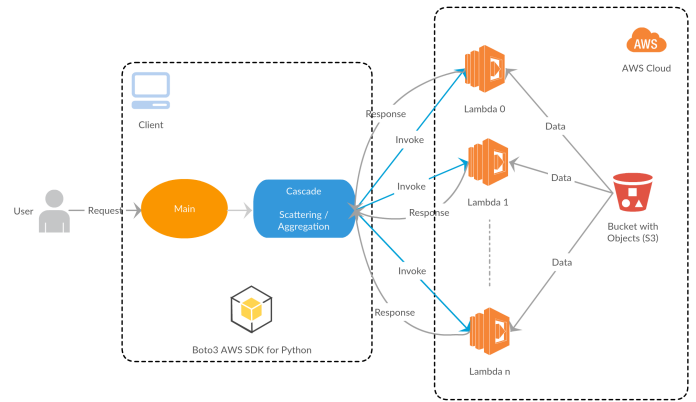 AWS
AWS Cloud
Client
Lambda 0
Response
Invoke
Data
User
Request
Main
Cascade
Scattering /
Aggregation
Invoke
Response
Lambda 1
Data
Bucket with
Objects (S3)
Invoke
Data
Response
Boto3 AWS SDK for Python
Lambda n